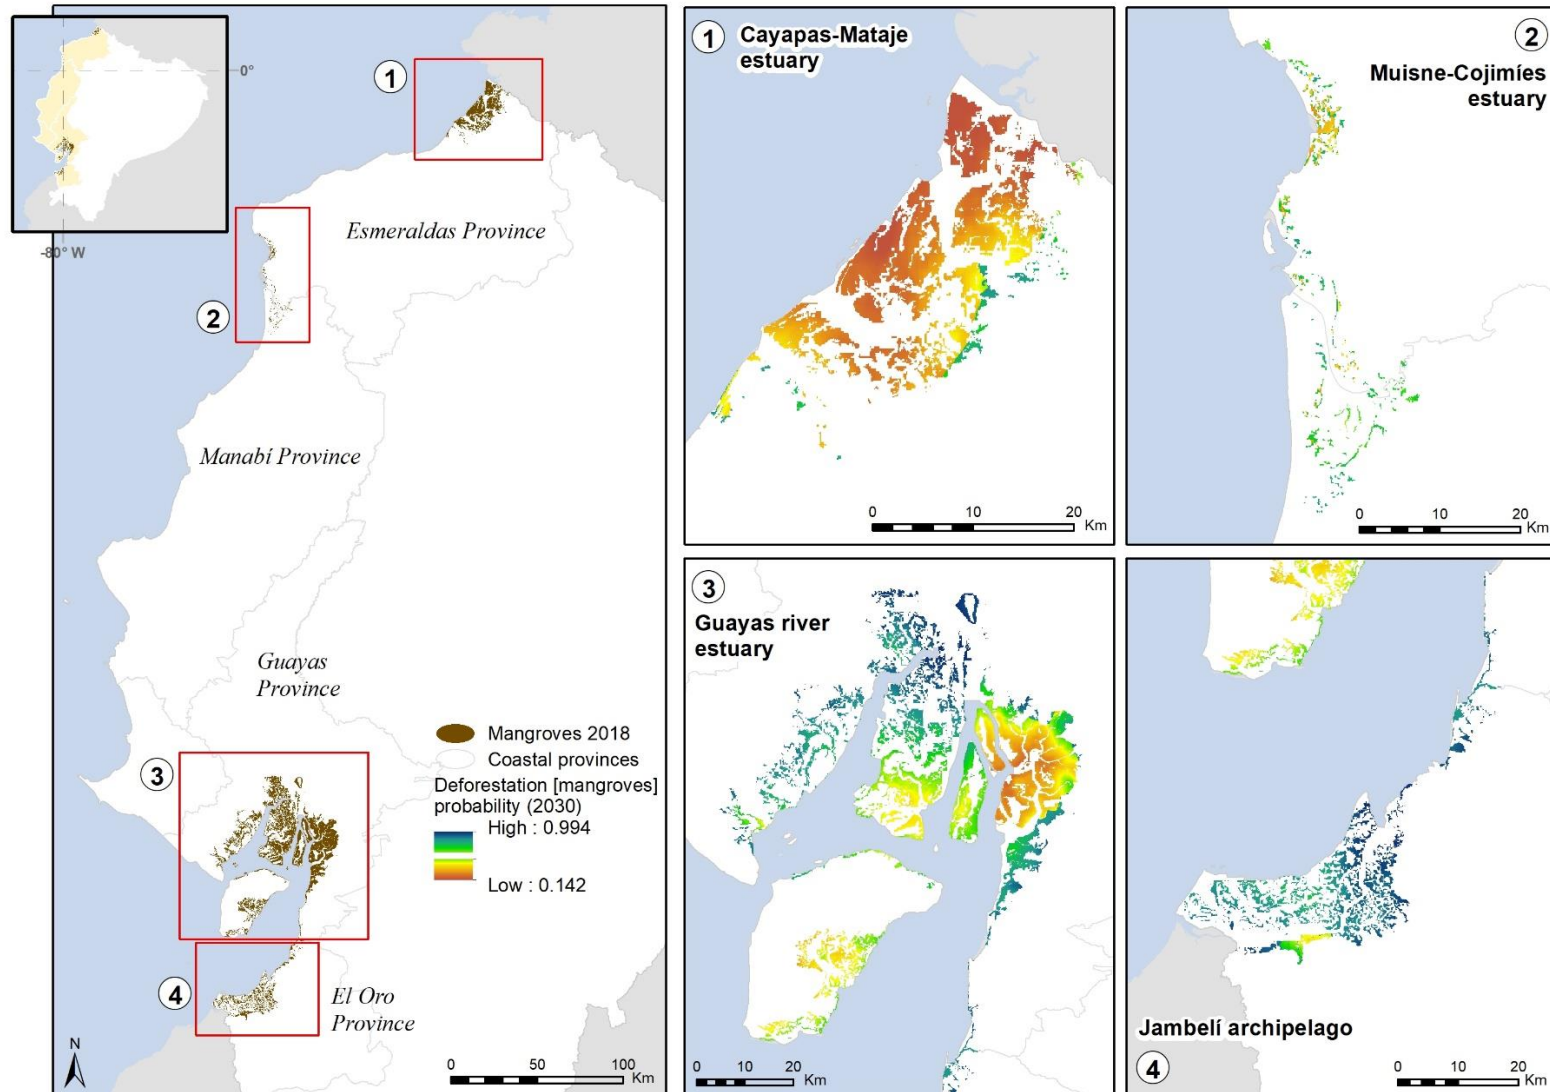 0°
-80° W
1
2
3
4
Esmeraldas Province
Manabí Province
Guayas
Province
El Oro
Province
Mangroves 2018
Coastal provinces
Deforestation [mangroves]
probability (2030)
High : 0.994
Low : 0.142
N
0 50 100
Km
1 Cayapas-Mataje
estuary
0 10 20
Km
2
Muisne-Cojimíes
estuary
0 10 20
Km
3
Guayas river
estuary
0 10 20
Km
Jambelí archipelago
4
0 10 20
Km